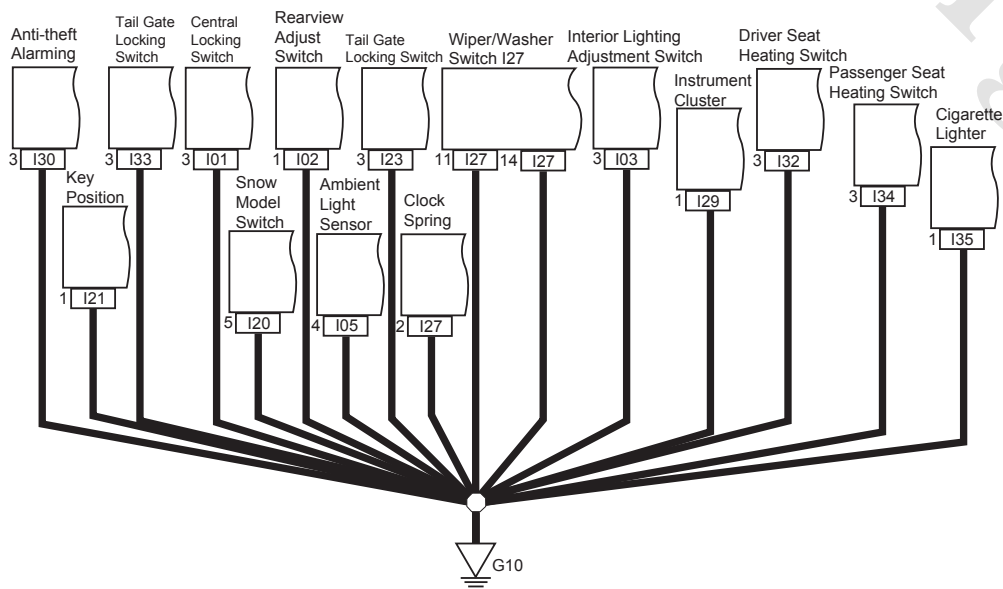 Anti-theft
Alarming
Tail Gate
Locking
Switch
Central
Locking
Switch
Rearview
Adjust
Switch
Tail Gate
Locking Switch
Wiper/Washer
Switch I27
Interior Lighting
Adjustment Switch
Instrument
Cluster
Driver Seat
Heating Switch
Passenger Seat
Heating Switch
Cigarette
Lighter
3 I30
3 I33
3 I01
1 I02
3 I23
11 I27 14 I27
3 I03
1 I29
3 I32
3 I34
1 I35
Key
Position
1 I21
Snow
Model
Switch
5 I20
Ambient
Light
Sensor
4 I05
Clock
Spring
2 I27
G10